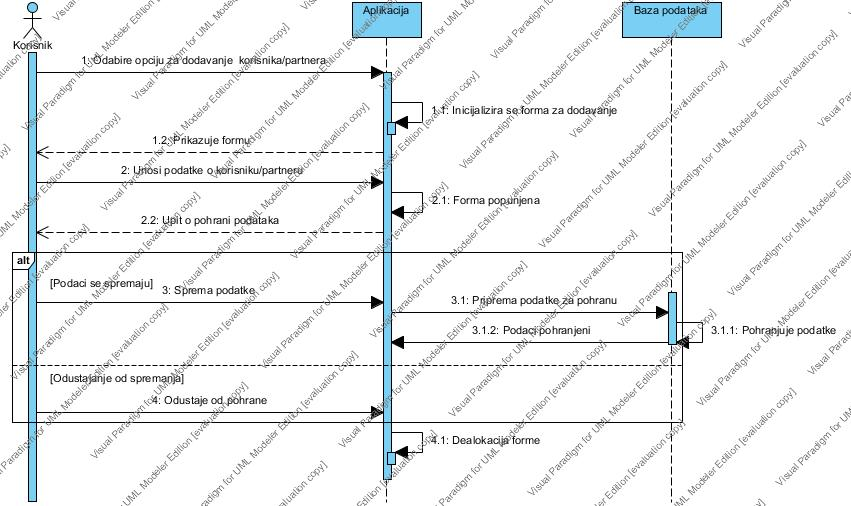 Korisnik
Aplikacija
Baza podataka
1: Odabire opciju za dodavanje korisnika/partnera
1.1: Inicijalizira se forma za dodavanje
1.2: Prikazuje formu
2: Unosi podatke o korisniku/partneru
2.1: Forma popunjena
2.2: Upit o pohrani podataka
alt
[Podaci se spremaju]
3: Sprema podatke
3.1: Priprema podatke za pohranu
3.1.1: Pohranjuje podatke
3.1.2: Podaci pohranjeni
[Odustajanje od spremanja]
4: Odustaje od pohrane
4.1: Dealokacija forme
Visual Paradigm for UML Modeler Edition [evaluation copy]